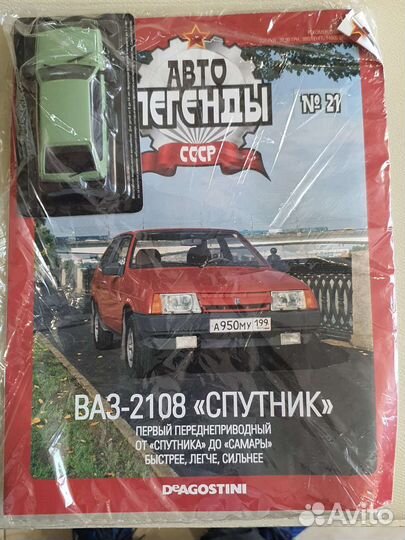 АВТО
ЛЕГЕНДЫ
СССР
№ 21
А950МУ 199
ВАЗ-2108 «СПУТНИК»
ПЕРВЫЙ ПЕРЕДНЕПРИВОДНЫЙ
ОТ «СПУТНИКА» ДО «САМАРЫ»
БЫСТРЕЕ, ЛЕГЧЕ, СИЛЬНЕЕ
DEAGOSTINI
Avito